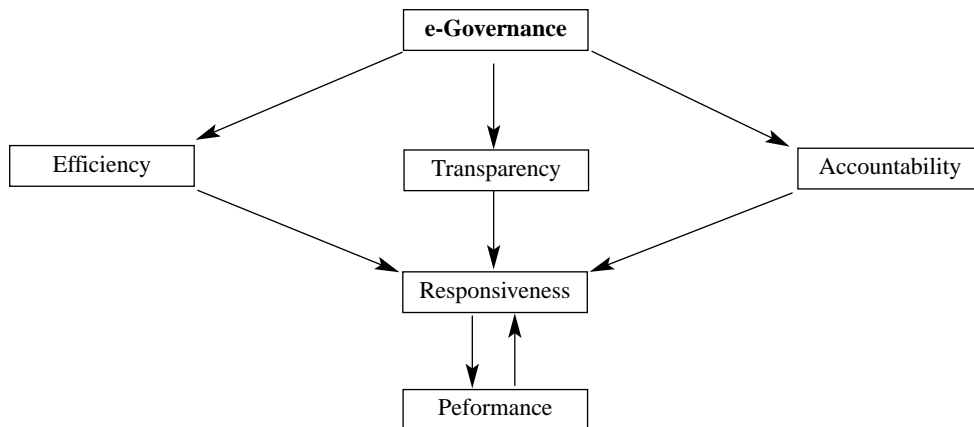 e-Governance
Efficiency
Transparency
Accountability
Responsiveness
Peformance